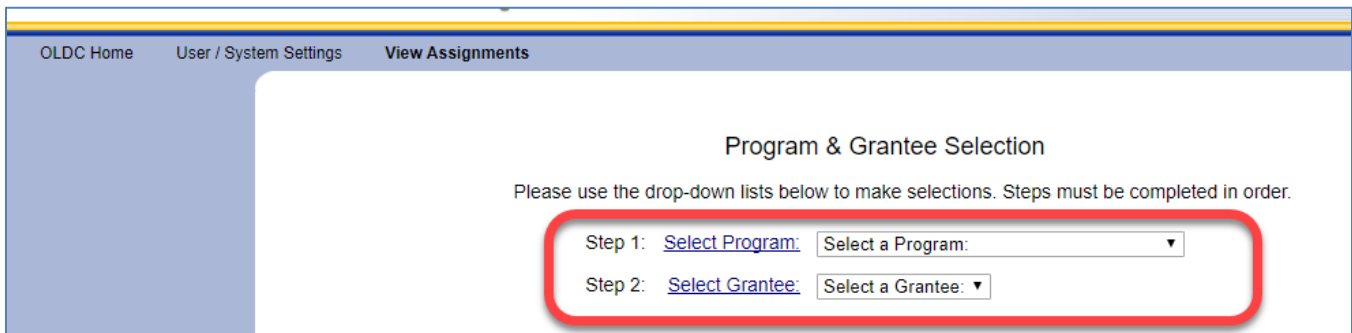 OLDC Home User / System Settings View Assignments
Program & Grantee Selection
Please use the drop-down lists below to make selections. Steps must be completed in order.
Step 1: Select Program: Select a Program:
Step 2: Select Grantee: Select a Grantee: